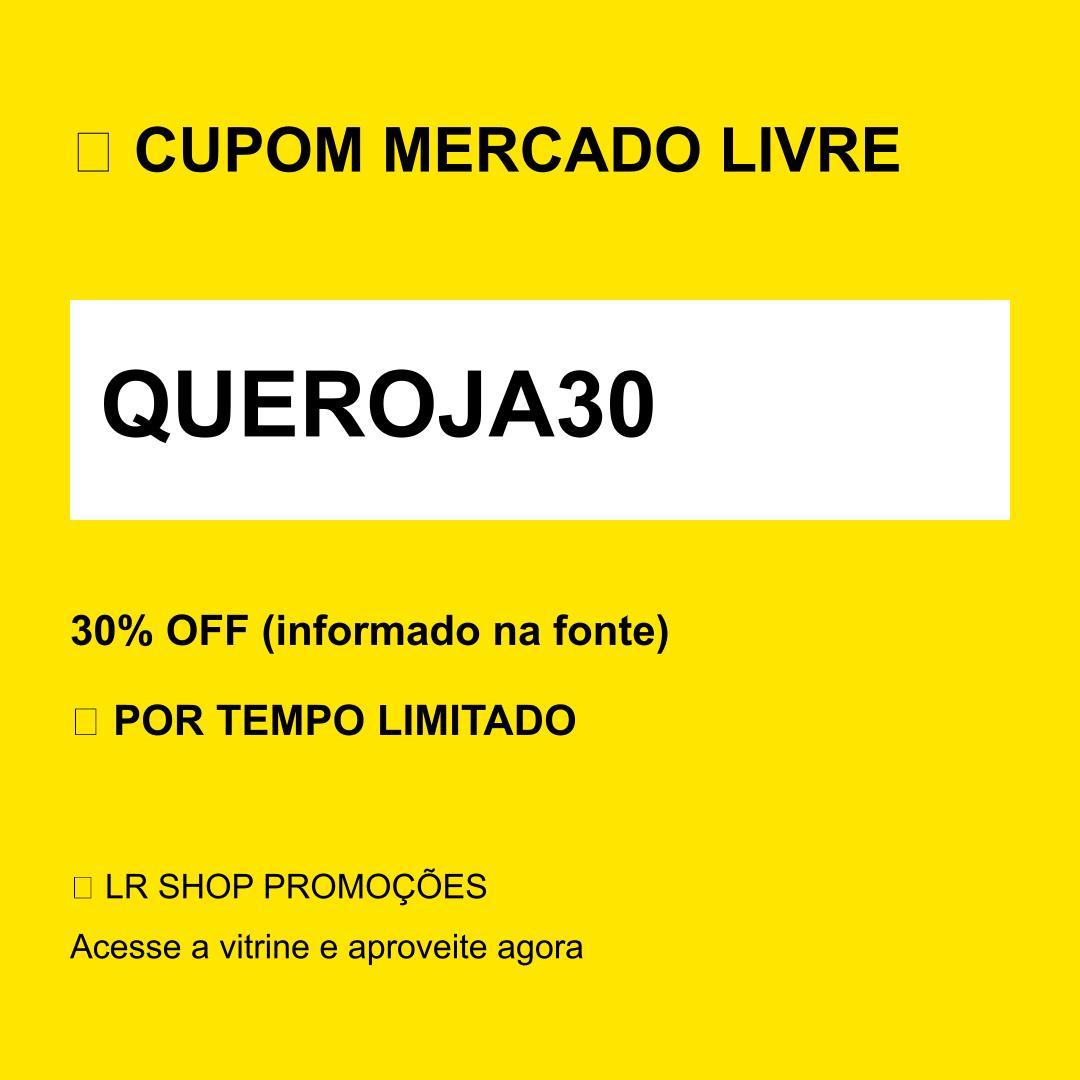 CUPOM MERCADO LIVRE
QUEROJA30
30% OFF (informado na fonte)
POR TEMPO LIMITADO
LR SHOP PROMOÇÕES
Acesse a vitrine e aproveite agora